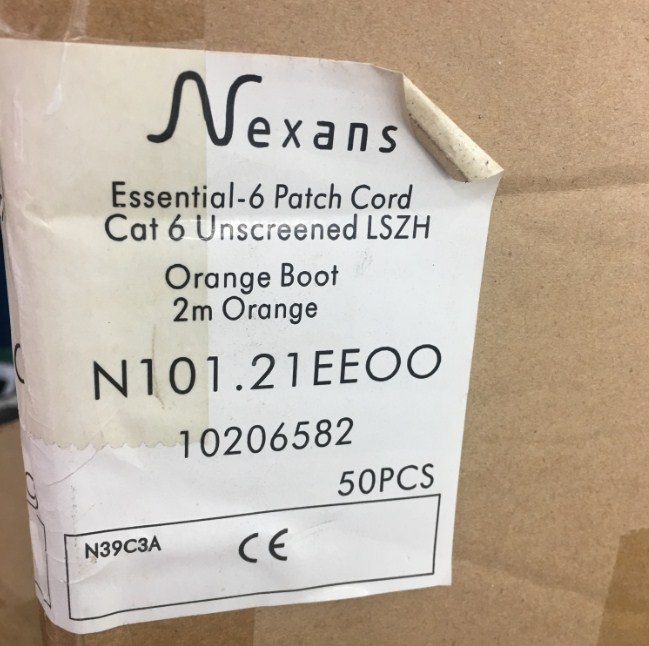 Nexans
Essential-6 Patch Cord
Cat 6 Unscreened LSZH
Orange Boot
2m Orange
N101.21EEOO
10206582
50PCS
N39C3A
CE